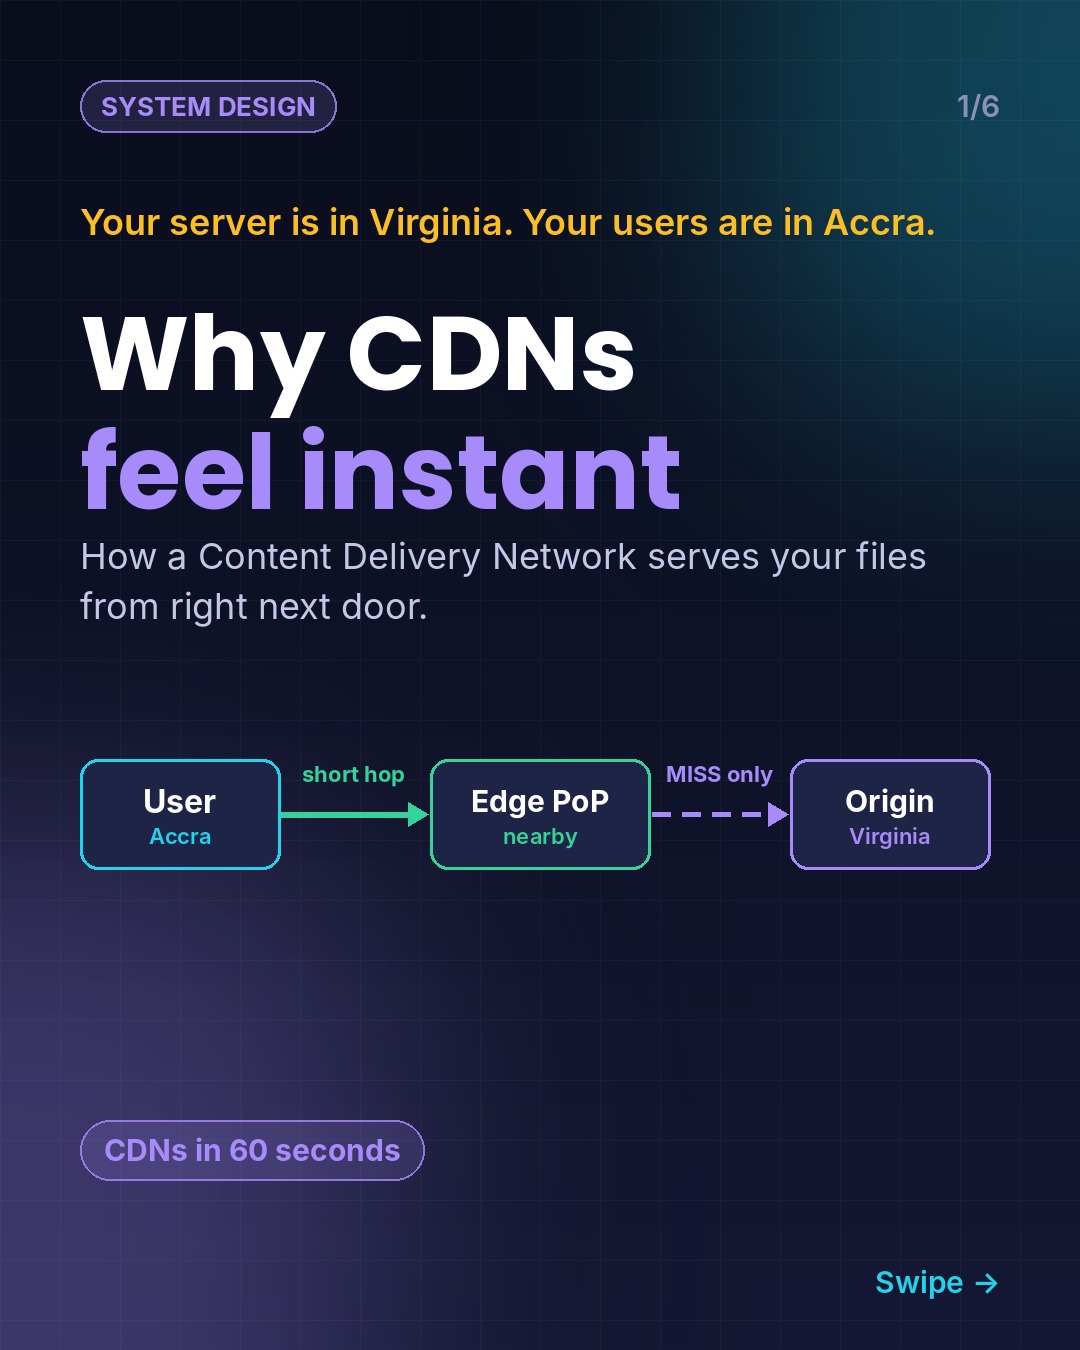 SYSTEM DESIGN
1/6
Your server is in Virginia. Your users are in Accra.
Why CDNs
feel instant
How a Content Delivery Network serves your files
from right next door.
User
Accra
short hop
Edge PoP
nearby
MISS only
Origin
Virginia
CDNs in 60 seconds
Swipe →